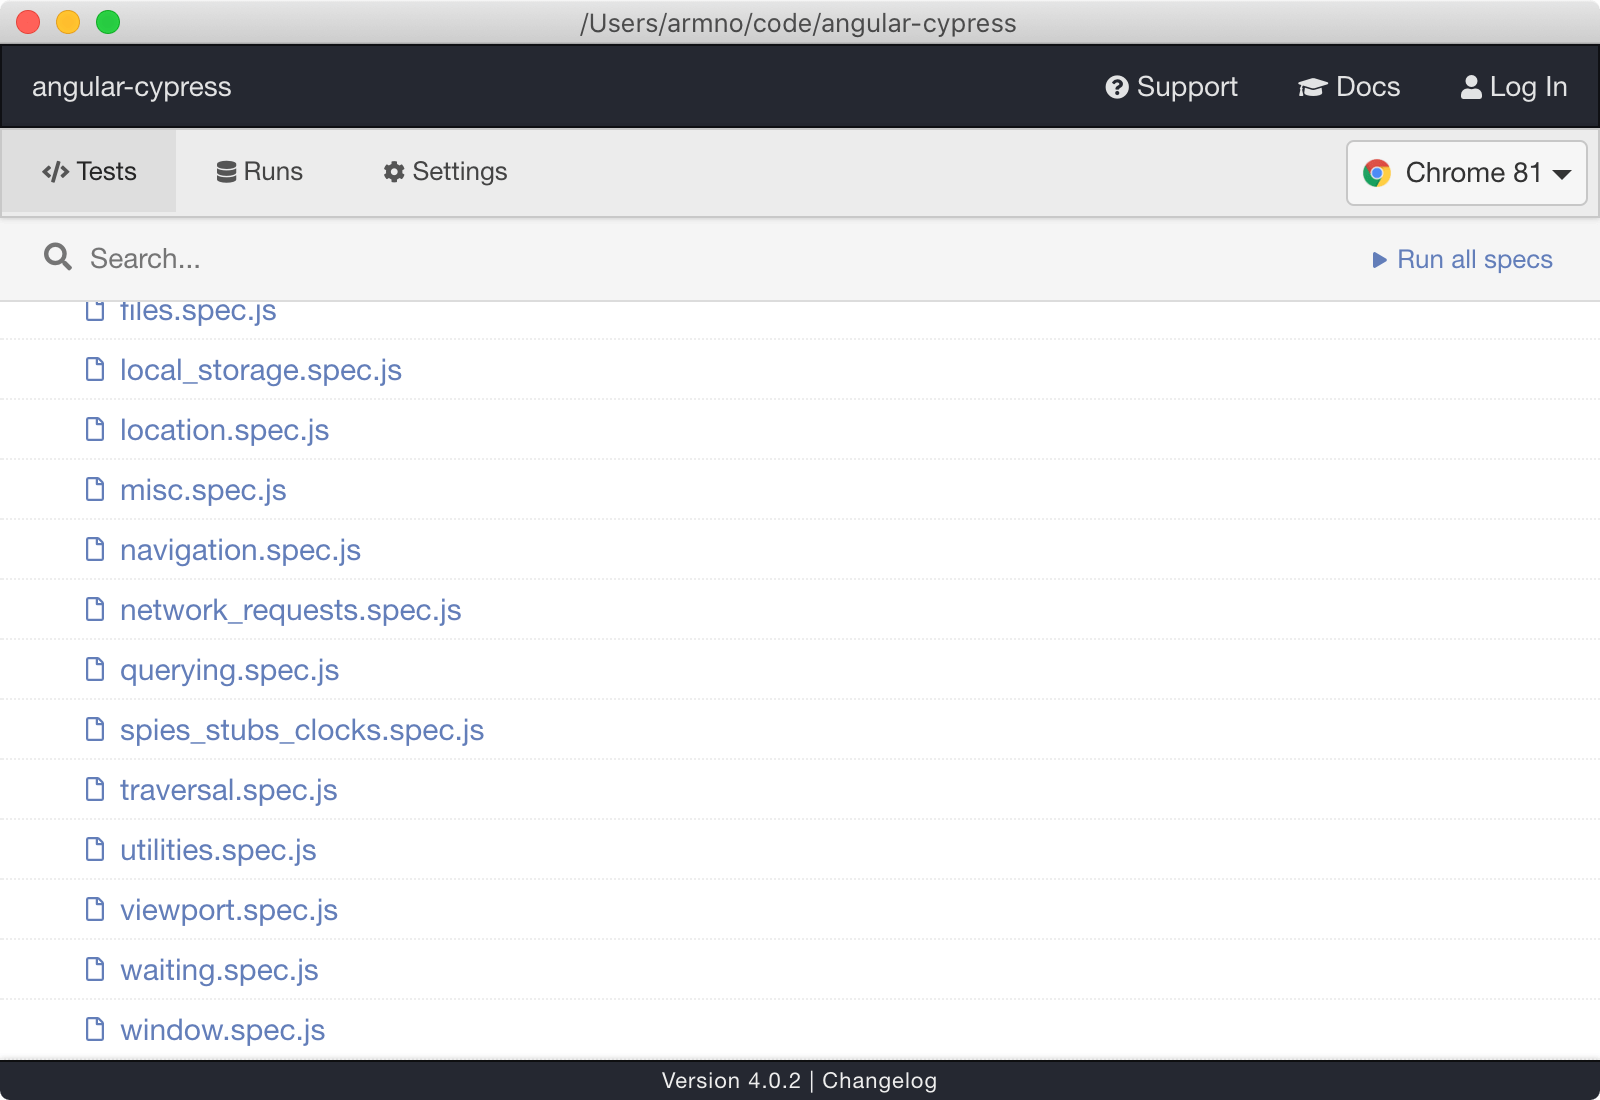 /Users/armno/code/angular-cypress
angular-cypress Support Docs Log In
</> Tests Runs Settings Chrome 81
Search... Run all specs
files.spec.js
local_storage.spec.js
location.spec.js
misc.spec.js
navigation.spec.js
network_requests.spec.js
querying.spec.js
spies_stubs_clocks.spec.js
traversal.spec.js
utilities.spec.js
viewport.spec.js
waiting.spec.js
window.spec.js
Version 4.0.2 | Changelog